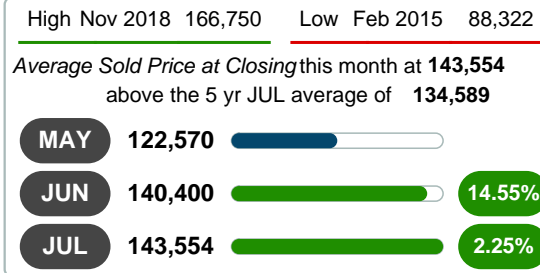 High Nov 2018 166,750 Low Feb 2015 88,322
Average Sold Price at Closing this month at 143,554
above the 5 yr JUL average of 134,589
MAY 122,570
JUN 140,400 14.55%
JUL 143,554 2.25%